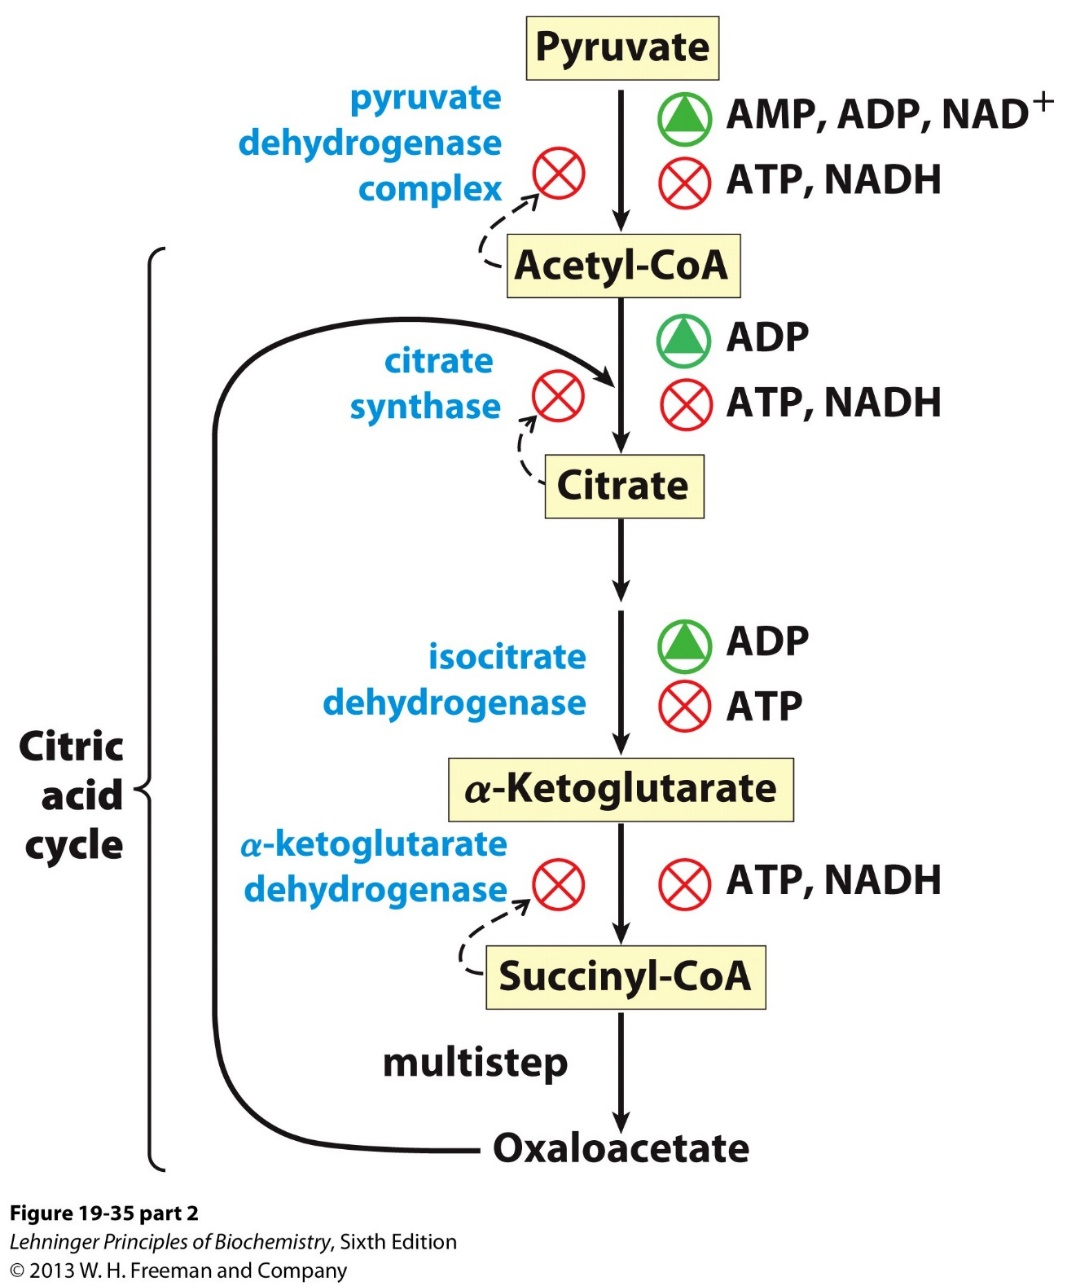 Pyruvate
pyruvate
dehydrogenase
complex
AMP, ADP, NAD⁺
ATP, NADH
Acetyl-CoA
citrate
synthase
ADP
ATP, NADH
Citrate
isocitrate
dehydrogenase
ADP
ATP
Citric
acid
cycle
α-Ketoglutarate
α-ketoglutarate
dehydrogenase
ATP, NADH
Succinyl-CoA
multistep
Oxaloacetate
Figure 19-35 part 2
Lehninger Principles of Biochemistry, Sixth Edition
© 2013 W. H. Freeman and Company